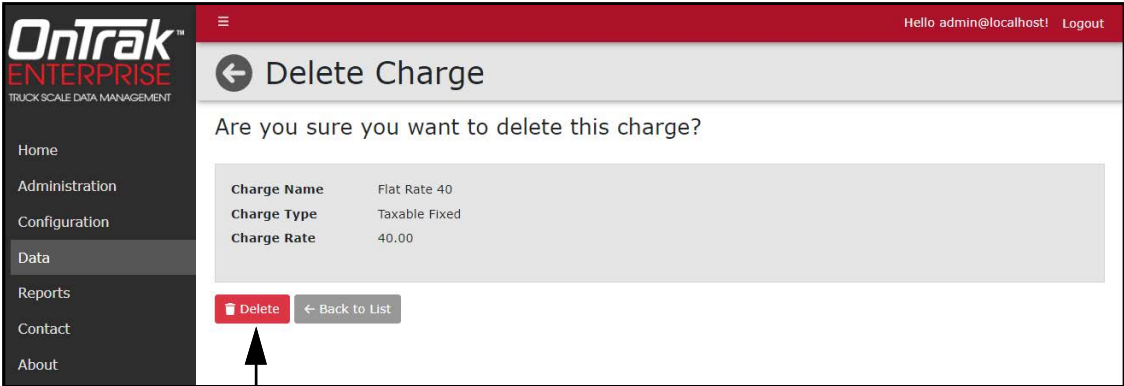 OnTrak™
ENTERPRISE
TRUCK SCALE DATA MANAGEMENT
Home
Administration
Configuration
Data
Reports
Contact
About
Hello admin@localhost! Logout
Delete Charge
Are you sure you want to delete this charge?
Charge Name Flat Rate 40
Charge Type Taxable Fixed
Charge Rate 40.00
Delete ← Back to List